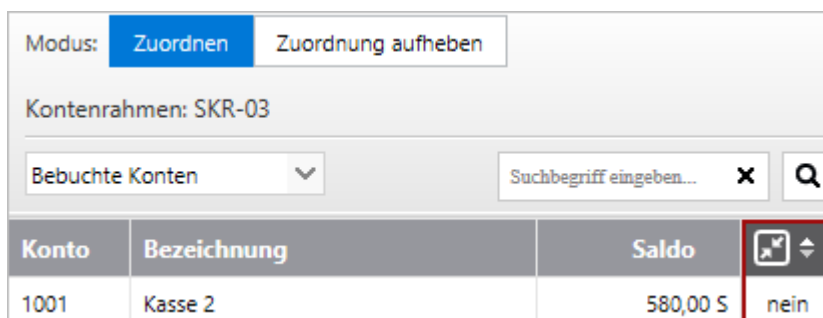 Modus: Zuordnen Zuordnung aufheben
Kontenrahmen: SKR-03
Bebuchte Konten Suchbegriff eingeben...
Konto Bezeichnung Saldo
1001 Kasse 2 580,00 S nein